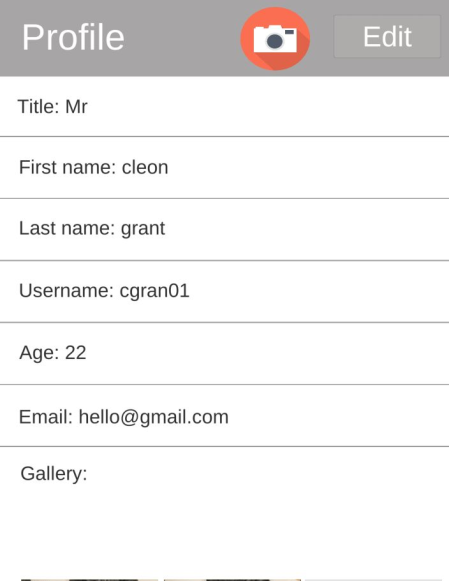 Profile
Edit
Title: Mr
First name: cleon
Last name: grant
Username: cgran01
Age: 22
Email: hello@gmail.com
Gallery: